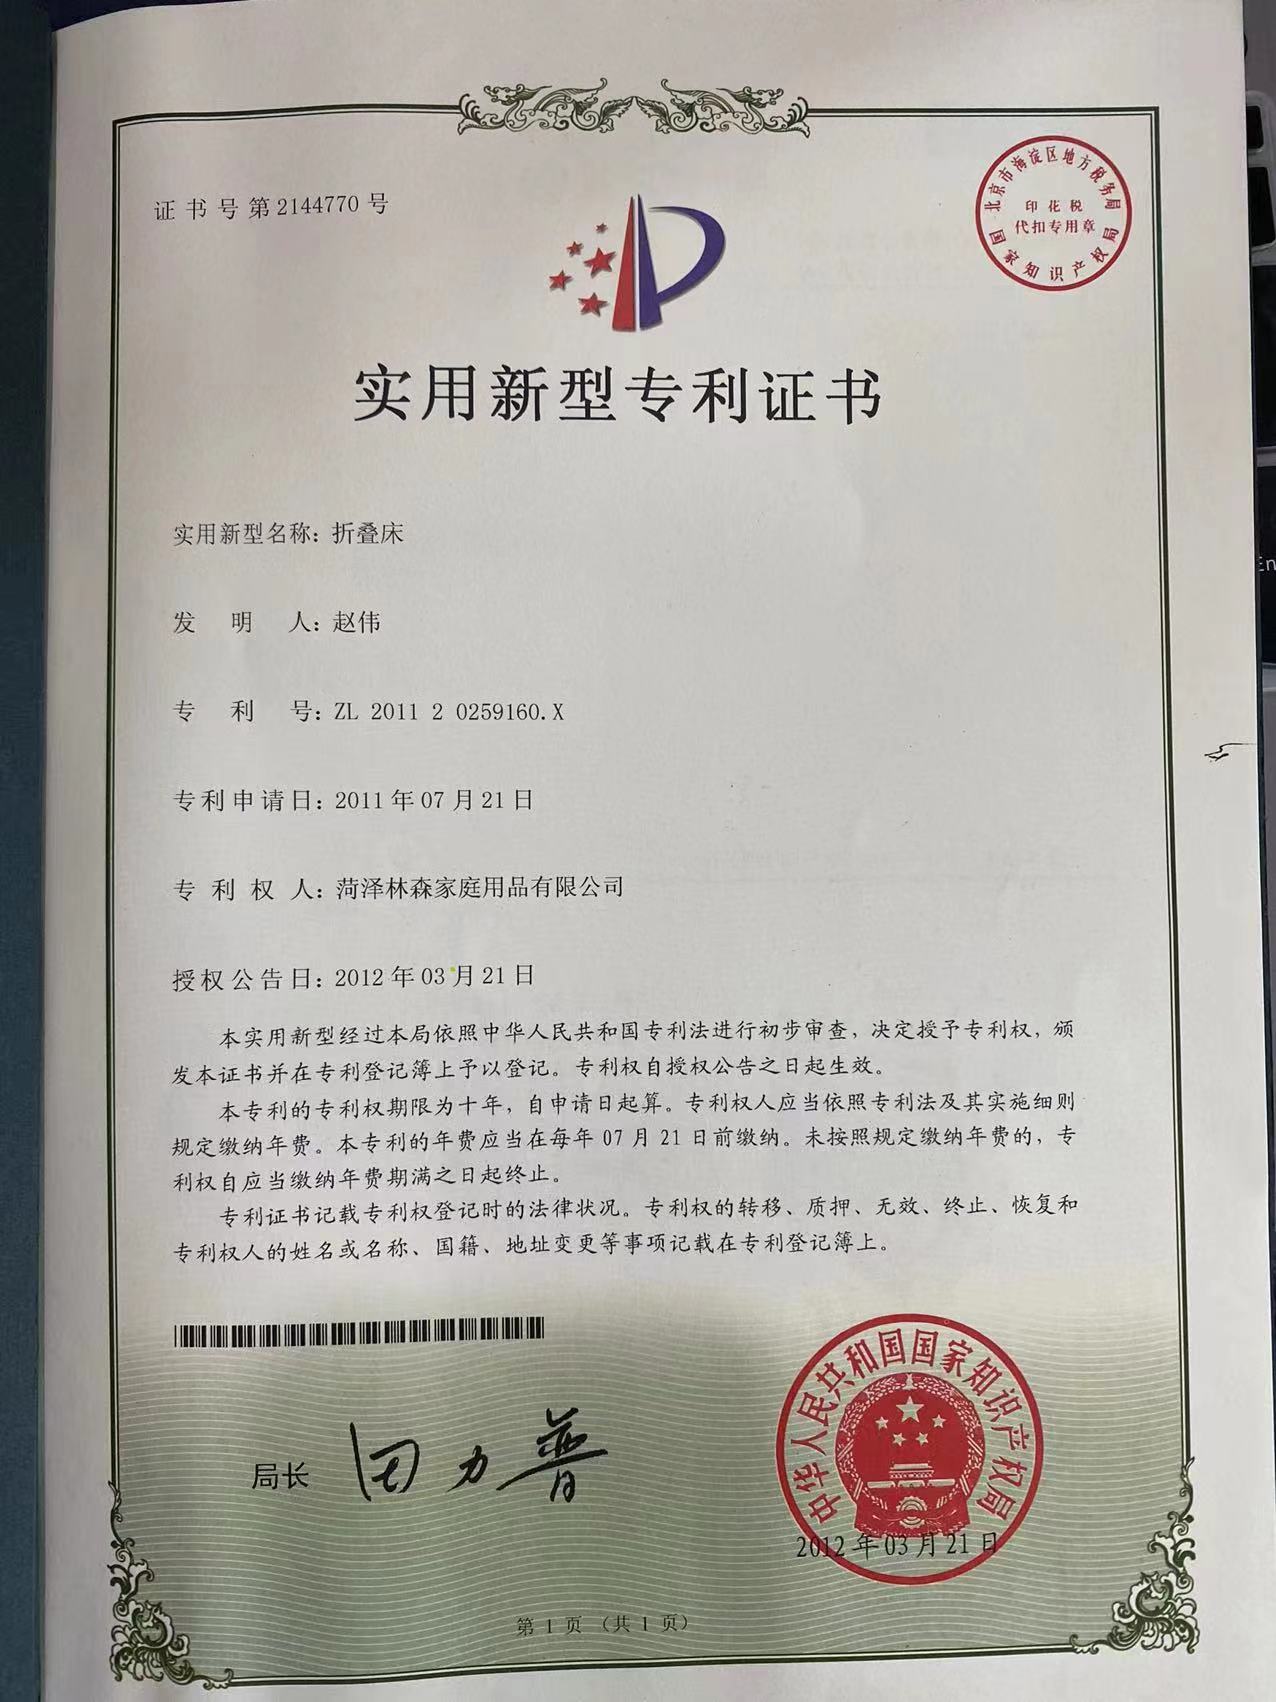 证书号第2144770号
北京市海淀区地方税务局
印花税
代扣专用章
国家知识产权局
实用新型专利证书
实用新型名称：折叠床
发明人：赵伟
专利号：ZL 2011 2 0259160.X
专利申请日：2011年07月21日
专利权人：菏泽林森家庭用品有限公司
授权公告日：2012年03月21日
本实用新型经过本局依照中华人民共和国专利法进行初步审查，决定授予专利权，颁
发本证书并在专利登记簿上予以登记。专利权自授权公告之日起生效。
本专利的专利权期限为十年，自申请日起算。专利权人应当依照专利法及其实施细则
规定缴纳年费。本专利的年费应当在每年07月21日前缴纳。未按照规定缴纳年费的，专
利权自应当缴纳年费期满之日起终止。
专利证书记载专利权登记时的法律状况。专利权的转移、质押、无效、终止、恢复和
专利权人的姓名或名称、国籍、地址变更等事项记载在专利登记簿上。
局长 田力普
中华人民共和国国家知识产权局
2012年03月21日
第1页（共1页）
En